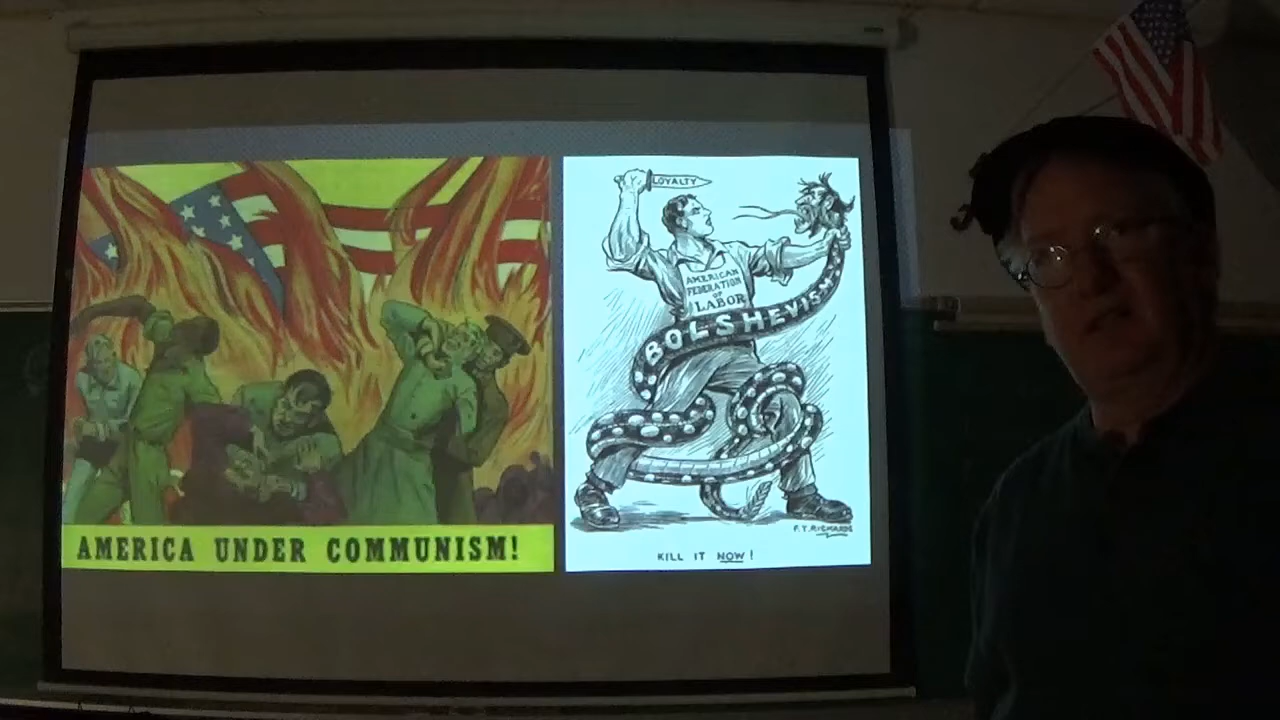 AMERICA UNDER COMMUNISM!
LOYALTY
AMERICAN
FEDERATION
OF
LABOR
BOLSHEVISM
F.T. RICHARDS
KILL IT NOW!